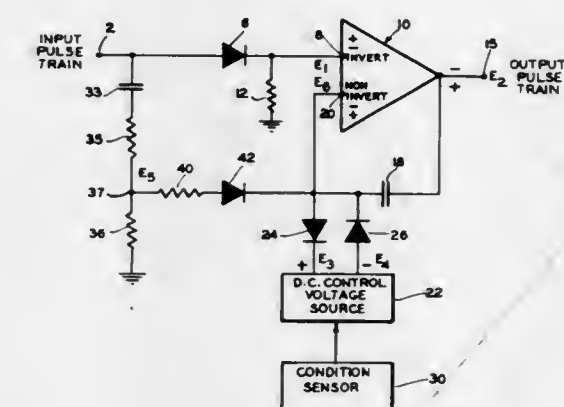 INPUT
PULSE
TRAIN
2
6
8
10
+
-
INVERT
E1
E6
NON
INVERT
20
-
+
12
-
+
15
E2
OUTPUT
PULSE
TRAIN
33
35
E5
37
40
42
18
36
24
26
+
E3
-
E4
D.C. CONTROL
VOLTAGE
SOURCE
22
CONDITION
SENSOR
30